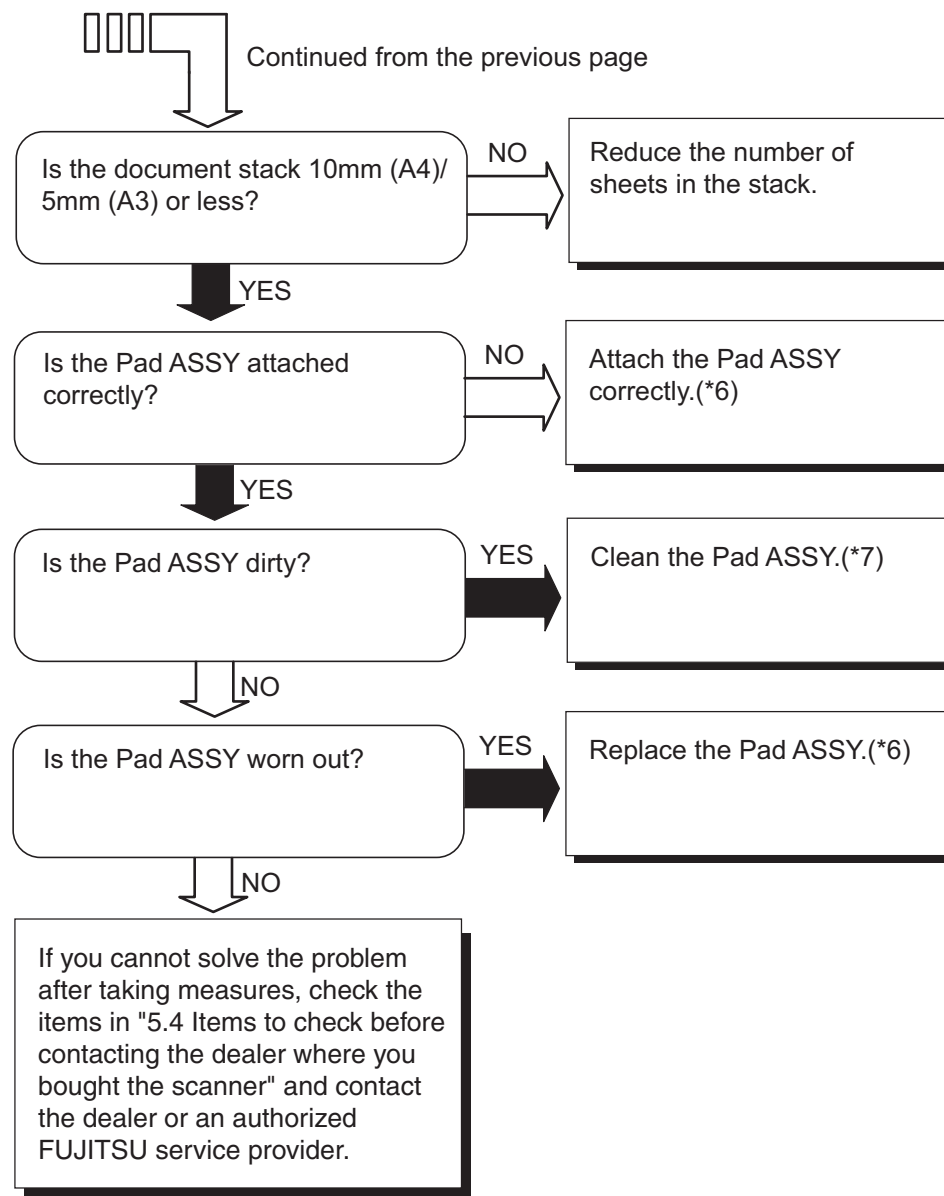 Continued from the previous page
Is the document stack 10mm (A4)/
5mm (A3) or less?
NO
Reduce the number of
sheets in the stack.
YES
Is the Pad ASSY attached
correctly?
NO
Attach the Pad ASSY
correctly.(*6)
YES
Is the Pad ASSY dirty?
YES
Clean the Pad ASSY.(*7)
NO
Is the Pad ASSY worn out?
YES
Replace the Pad ASSY.(*6)
NO
If you cannot solve the problem
after taking measures, check the
items in "5.4 Items to check before
contacting the dealer where you
bought the scanner" and contact
the dealer or an authorized
FUJITSU service provider.